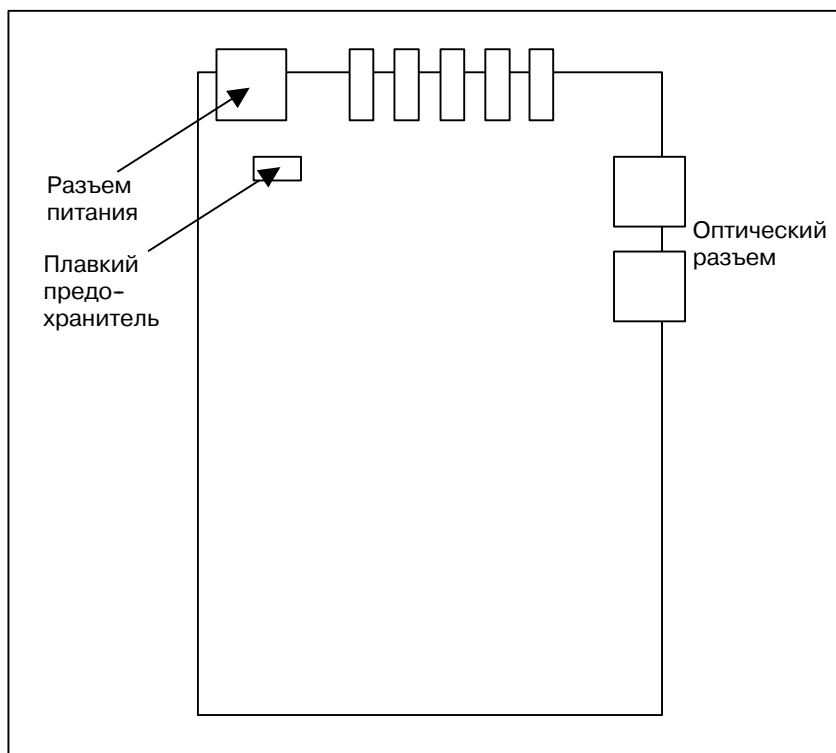 Разъем
питания
Плавкий
предо-
хранитель
Оптический
разъем